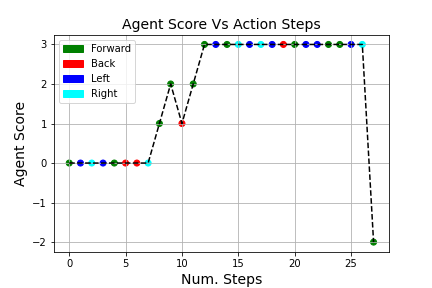 Agent Score Vs Action Steps
3
2
1
0
−1
−2
Agent Score
Forward
Back
Left
Right
0 5 10 15 20 25
Num. Steps